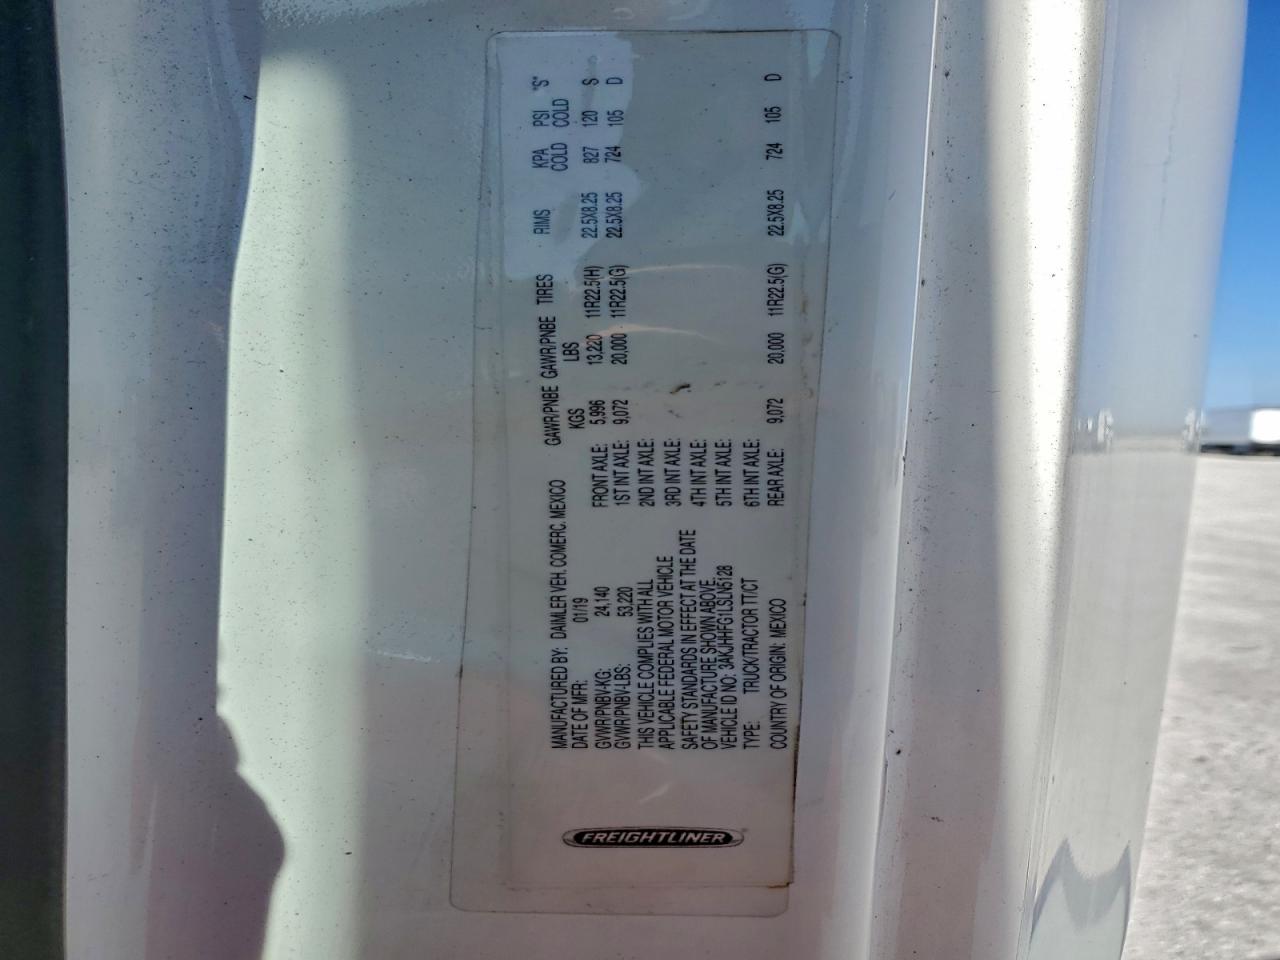 FREIGHTLINER
MANUFACTURED BY: DAIMLER VEH. COMERC. MEXICO
DATE OF MFR: 01/19
GVWR/PNBV-KG: 24,140
GVWR/PNBV-LBS: 53,220
THIS VEHICLE COMPLIES WITH ALL
APPLICABLE FEDERAL MOTOR VEHICLE
SAFETY STANDARDS IN EFFECT AT THE DATE
OF MANUFACTURE SHOWN ABOVE.
VEHICLE ID NO: 3AKJHHFG1LSLN5128
TYPE: TRUCK/TRACTOR TT/CT
COUNTRY OF ORIGIN: MEXICO
GAWR/PNBE GAWR/PNBE TIRES RIMS KPA PSI "S"
KGS LBS COLD COLD
FRONT AXLE: 5,996 13,220 11R22.5(H) 22.5X8.25 827 120 S
1ST INT AXLE: 9,072 20,000 11R22.5(G) 22.5X8.25 724 105 D
2ND INT AXLE:
3RD INT AXLE:
4TH INT AXLE:
5TH INT AXLE:
6TH INT AXLE:
REAR AXLE: 9,072 20,000 11R22.5(G) 22.5X8.25 724 105 D